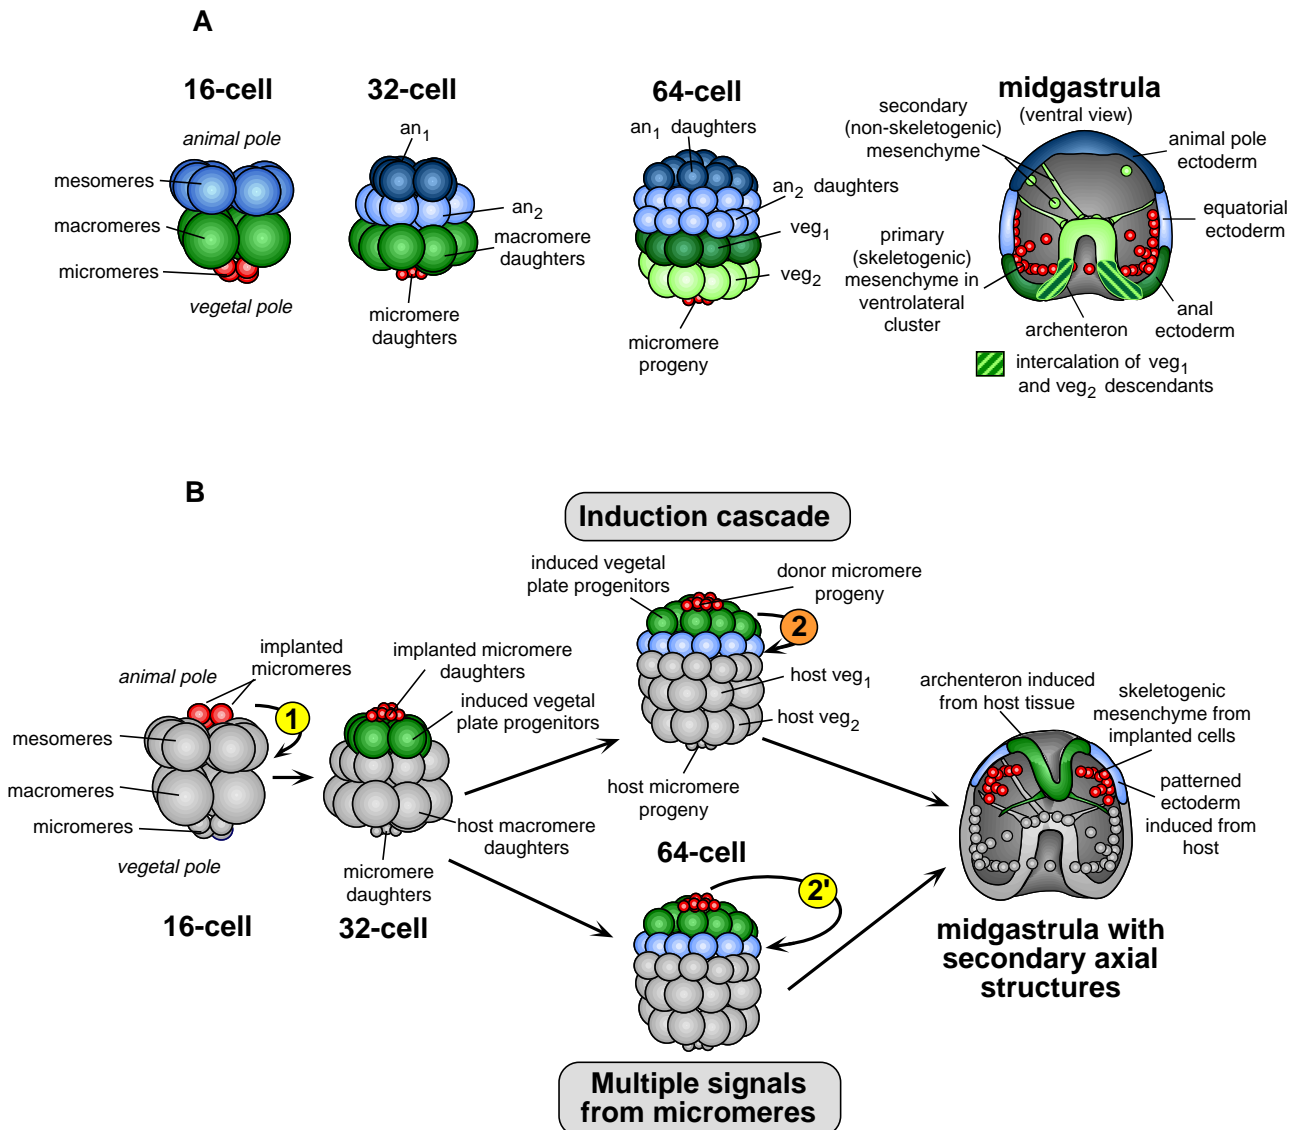 A
16-cell
animal pole
mesomeres
macromeres
micromeres
vegetal pole
32-cell
an1
an2
macromere
daughters
micromere
daughters
64-cell
an1 daughters
an2 daughters
veg1
veg2
micromere
progeny
midgastrula
(ventral view)
secondary
(non-skeletogenic)
mesenchyme
animal pole
ectoderm
equatorial
ectoderm
primary
(skeletogenic)
mesenchyme in
ventrolateral
cluster
anal
ectoderm
archenteron
intercalation of veg1
and veg2 descendants
B
Induction cascade
implanted
micromeres
animal pole
1
mesomeres
macromeres
micromeres
vegetal pole
16-cell
implanted micromere
daughters
induced vegetal
plate progenitors
host macromere
daughters
micromere
daughters
32-cell
induced vegetal
plate progenitors
donor micromere
progeny
2
host veg1
host veg2
host micromere
progeny
64-cell
2'
Multiple signals
from micromeres
archenteron induced
from host tissue
skeletogenic
mesenchyme from
implanted cells
patterned
ectoderm
induced from
host
midgastrula with
secondary axial
structures